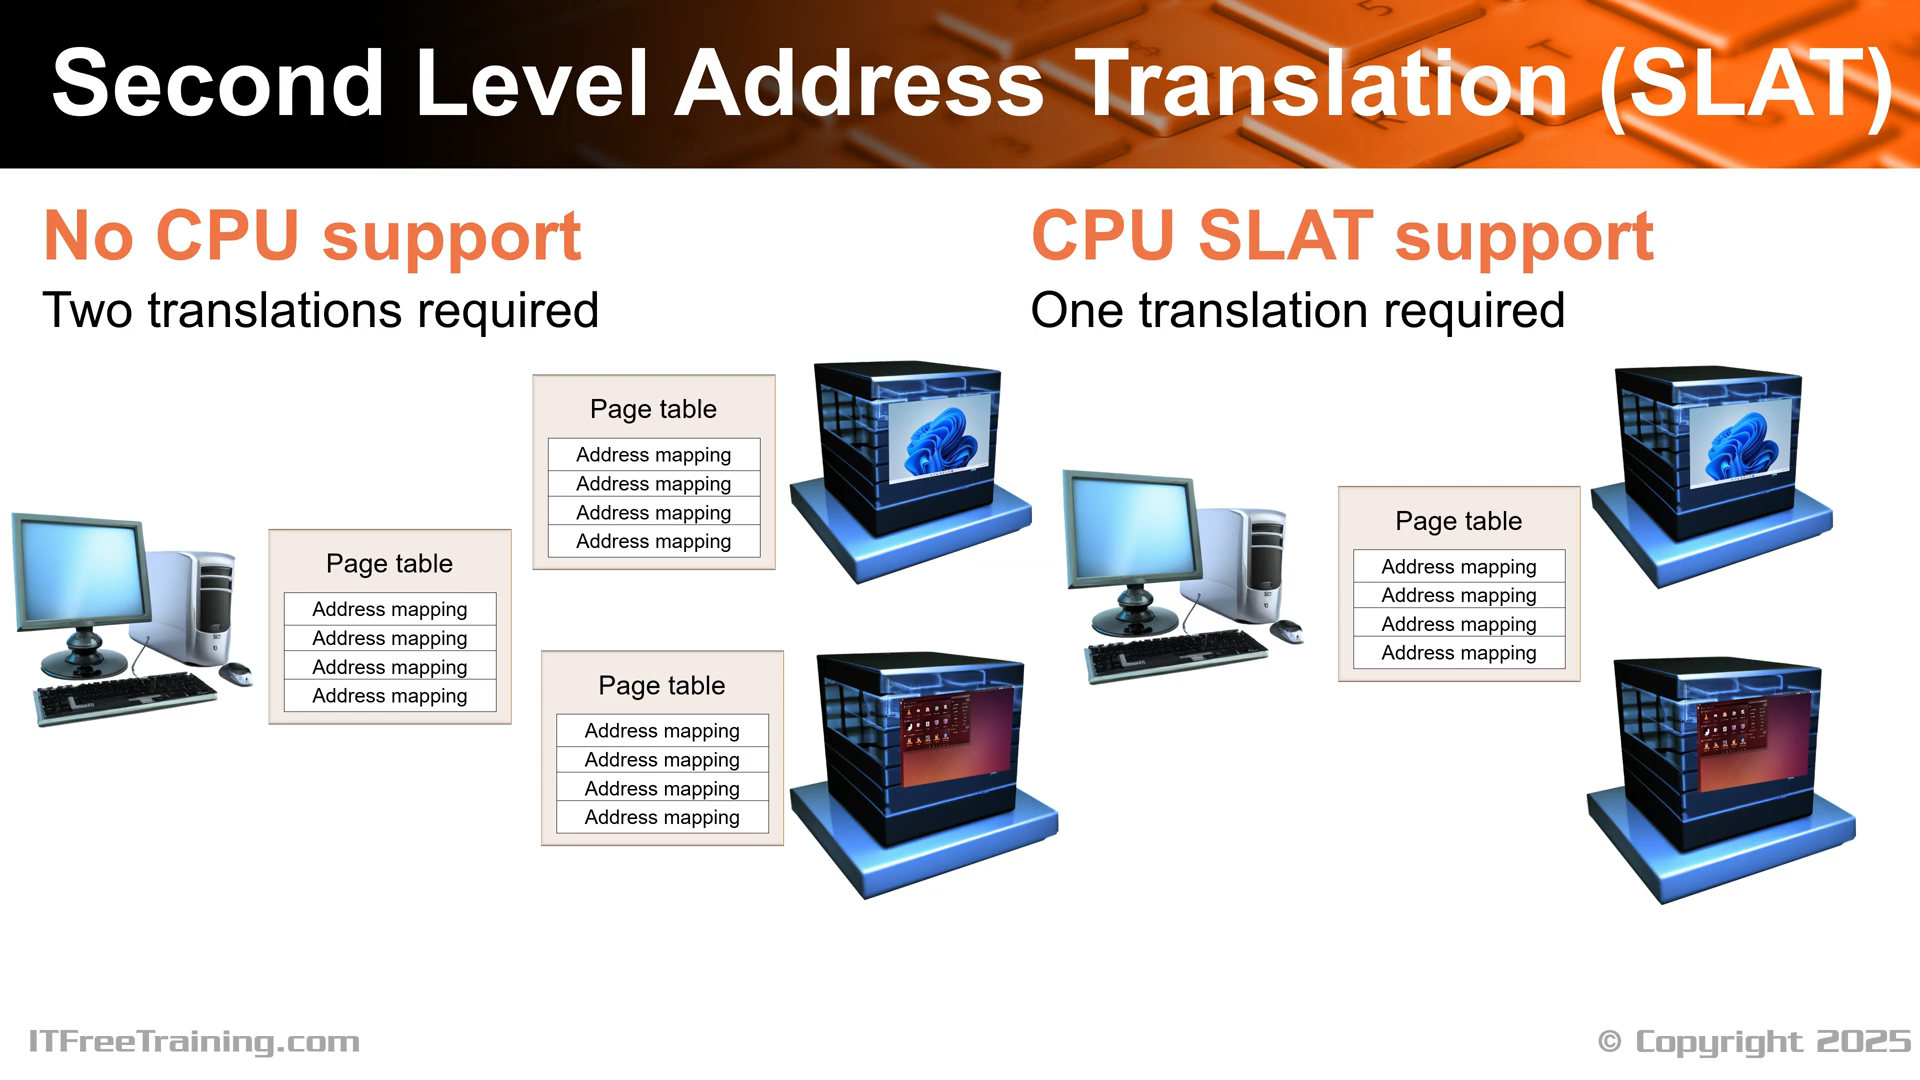 Second Level Address Translation (SLAT)
No CPU support
Two translations required
Page table
Address mapping
Address mapping
Address mapping
Address mapping
Page table
Address mapping
Address mapping
Address mapping
Address mapping
Page table
Address mapping
Address mapping
Address mapping
Address mapping
CPU SLAT support
One translation required
Page table
Address mapping
Address mapping
Address mapping
Address mapping
ITFreeTraining.com
© Copyright 2025